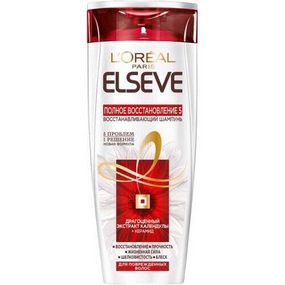 L'ORÉAL
PARIS
ELSEVE
ПОЛНОЕ ВОССТАНОВЛЕНИЕ 5
ВОССТАНАВЛИВАЮЩИЙ ШАМПУНЬ
5 ПРОБЛЕМ
1 РЕШЕНИЕ
НОВАЯ ФОРМУЛА
ДРАГОЦЕННЫЙ
ЭКСТРАКТ КАЛЕНДУЛЫ
+ КЕРАМИД
• ВОССТАНОВЛЕНИЕ • ПРОЧНОСТЬ
• ЖИЗНЕННАЯ СИЛА
• ШЕЛКОВИСТОСТЬ • БЛЕСК
ДЛЯ ПОВРЕЖДЕННЫХ
ВОЛОС